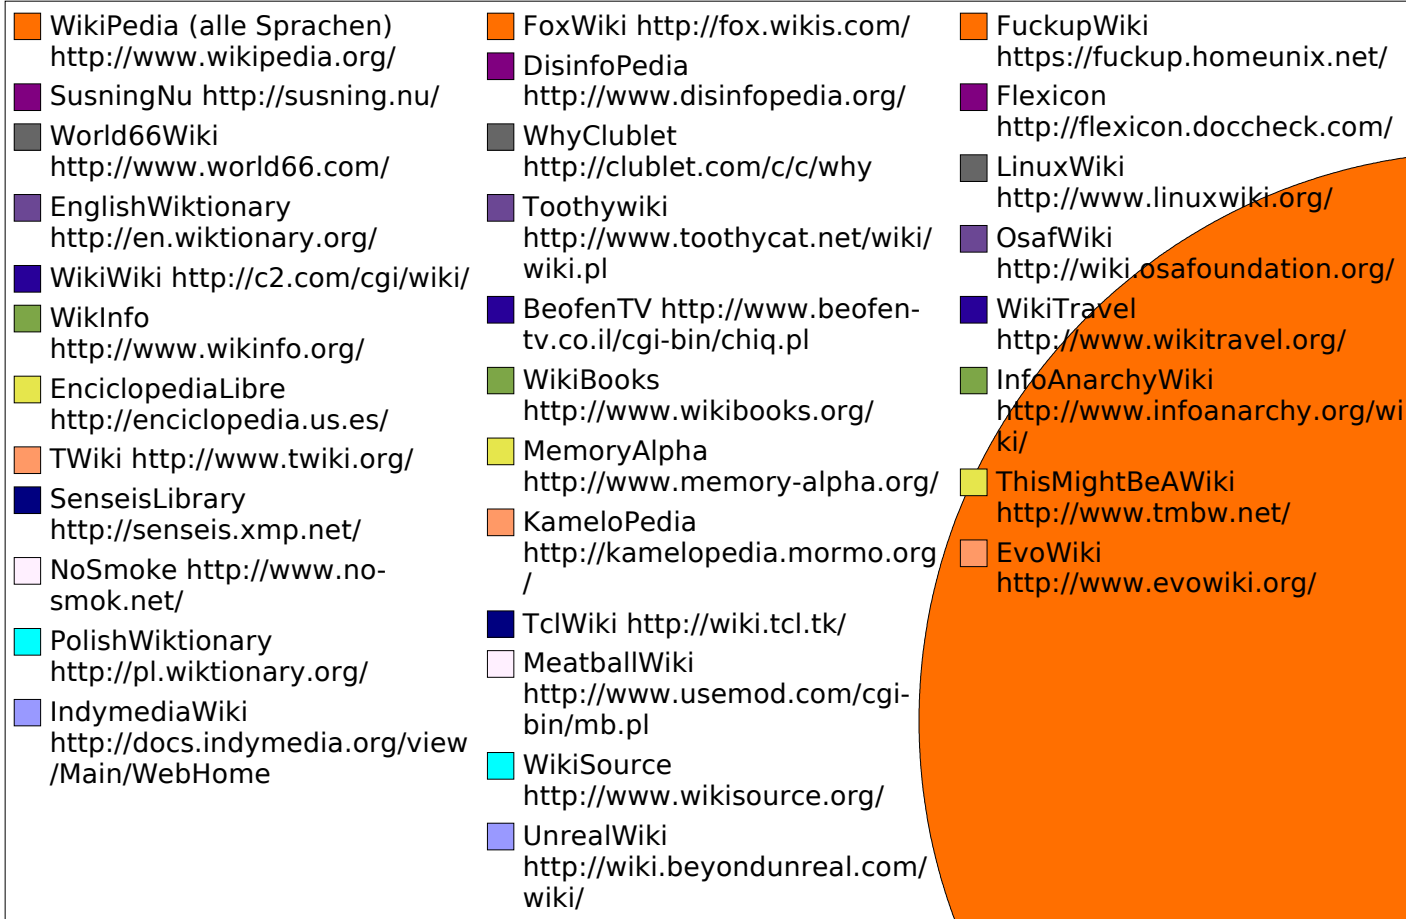 WikiPedia (alle Sprachen)
http://www.wikipedia.org/
SusningNu http://susning.nu/
World66Wiki
http://www.world66.com/
EnglishWiktionary
http://en.wiktionary.org/
WikiWiki http://c2.com/cgi/wiki/
WikInfo
http://www.wikinfo.org/
EnciclopediaLibre
http://enciclopedia.us.es/
TWiki http://www.twiki.org/
SenseisLibrary
http://senseis.xmp.net/
NoSmoke http://www.no-
smok.net/
PolishWiktionary
http://pl.wiktionary.org/
IndymediaWiki
http://docs.indymedia.org/view
/Main/WebHome
FoxWiki http://fox.wikis.com/
DisinfoPedia
http://www.disinfopedia.org/
WhyClublet
http://clublet.com/c/c/why
Toothywiki
http://www.toothycat.net/wiki/
wiki.pl
BeofenTV http://www.beofen-
tv.co.il/cgi-bin/chiq.pl
WikiBooks
http://www.wikibooks.org/
MemoryAlpha
http://www.memory-alpha.org/
KameloPedia
http://kamelopedia.mormo.org
/
TclWiki http://wiki.tcl.tk/
MeatballWiki
http://www.usemod.com/cgi-
bin/mb.pl
WikiSource
http://www.wikisource.org/
UnrealWiki
http://wiki.beyondunreal.com/
wiki/
FuckupWiki
https://fuckup.homeunix.net/
Flexicon
http://flexicon.doccheck.com/
LinuxWiki
http://www.linuxwiki.org/
OsafWiki
http://wiki.osafoundation.org/
WikiTravel
http://www.wikitravel.org/
InfoAnarchyWiki
http://www.infoanarchy.org/wi
ki/
ThisMightBeAWiki
http://www.tmbw.net/
EvoWiki
http://www.evowiki.org/